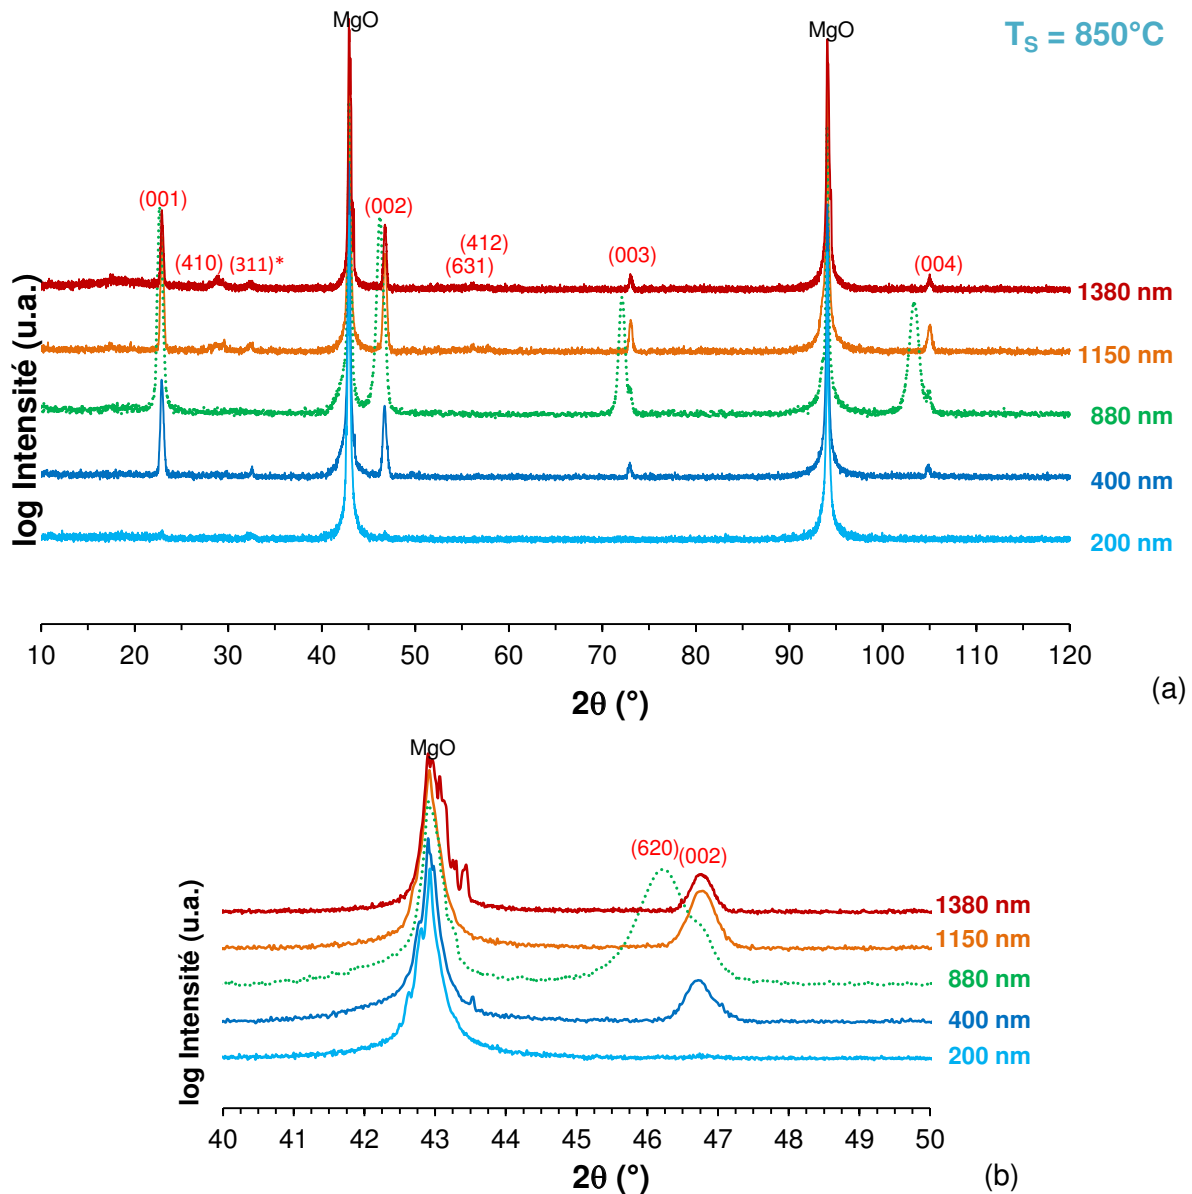 MgO
MgO
T_S = 850°C
(001)
(002)
(410)
(311)*
(412)
(631)
(003)
(004)
1380 nm
1150 nm
880 nm
400 nm
200 nm
log Intensité (u.a.)
10 20 30 40 50 60 70 80 90 100 110 120
2θ (°)
(a)
MgO
(620)
(002)
1380 nm
1150 nm
880 nm
400 nm
200 nm
log Intensité (u.a.)
40 41 42 43 44 45 46 47 48 49 50
2θ (°)
(b)